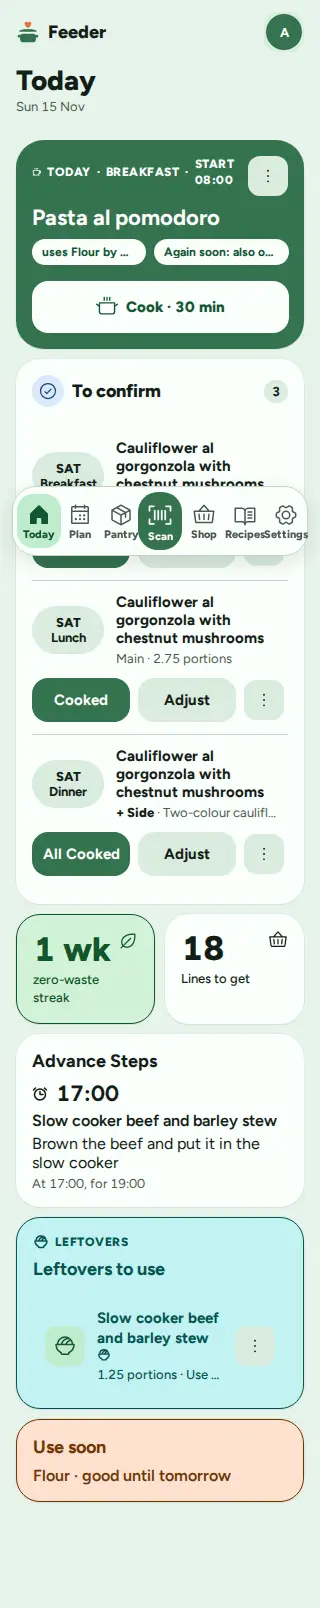 Feeder
A
Today
Sun 15 Nov
TODAY · BREAKFAST · START 08:00
Pasta al pomodoro
uses Flour by ...
Again soon: also o...
Cook · 30 min
To confirm
3
SAT
Breakfast
Cauliflower al
gorgonzola with
chestnut mushrooms
Today
Plan
Pantry
Scan
Shop
Recipes
Settings
SAT
Lunch
Cauliflower al
gorgonzola with
chestnut mushrooms
Main · 2.75 portions
Cooked
Adjust
SAT
Dinner
Cauliflower al
gorgonzola with
chestnut mushrooms
+ Side · Two-colour caulifl...
All Cooked
Adjust
1 wk
zero-waste
streak
18
Lines to get
Advance Steps
17:00
Slow cooker beef and barley stew
Brown the beef and put it in the
slow cooker
At 17:00, for 19:00
LEFTOVERS
Leftovers to use
Slow cooker beef
and barley stew
1.25 portions · Use ...
Use soon
Flour · good until tomorrow